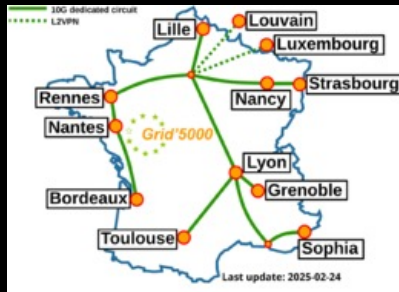 10G dedicated circuit
L2VPN
Lille
Louvain
Luxembourg
Rennes
Nancy
Strasbourg
Nantes
Grid'5000
Lyon
Grenoble
Bordeaux
Toulouse
Sophia
Last update: 2025-02-24